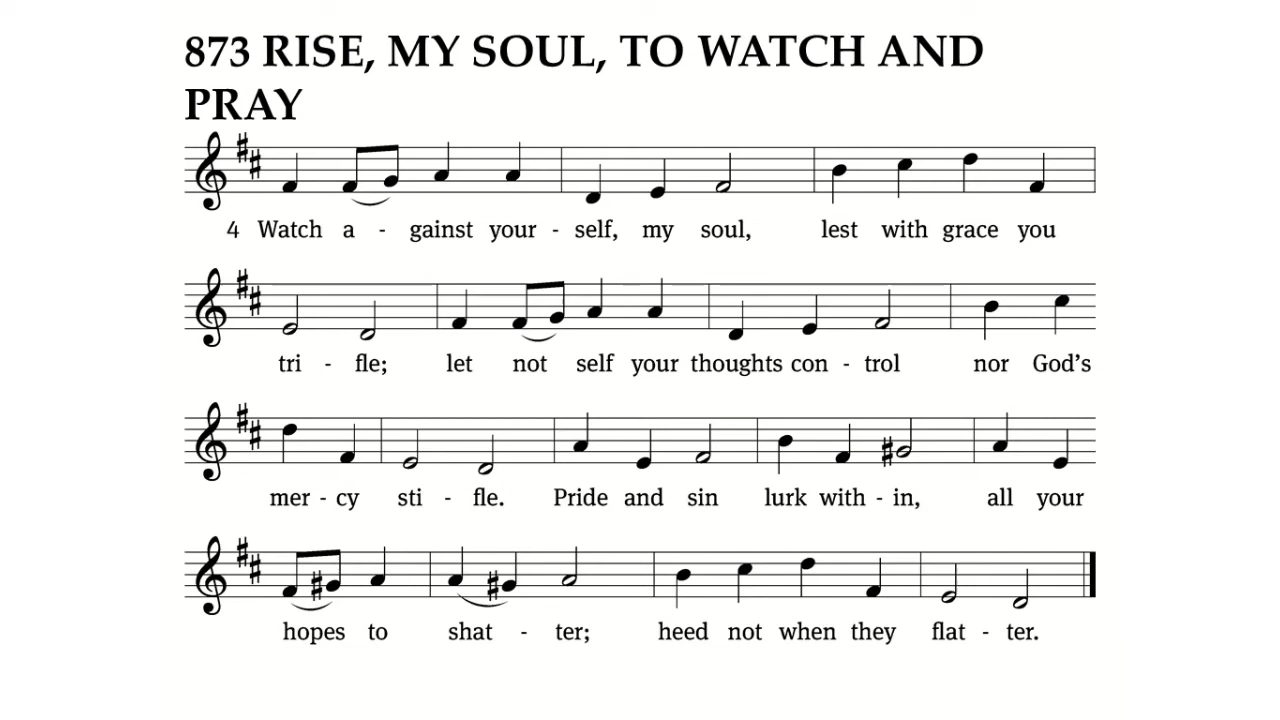 873 RISE, MY SOUL, TO WATCH AND
PRAY
4 Watch a - gainst your - self, my soul, lest with grace you
tri - fle; let not self your thoughts con - trol nor God’s
mer - cy sti - fle. Pride and sin lurk with - in, all your
hopes to shat - ter; heed not when they flat - ter.